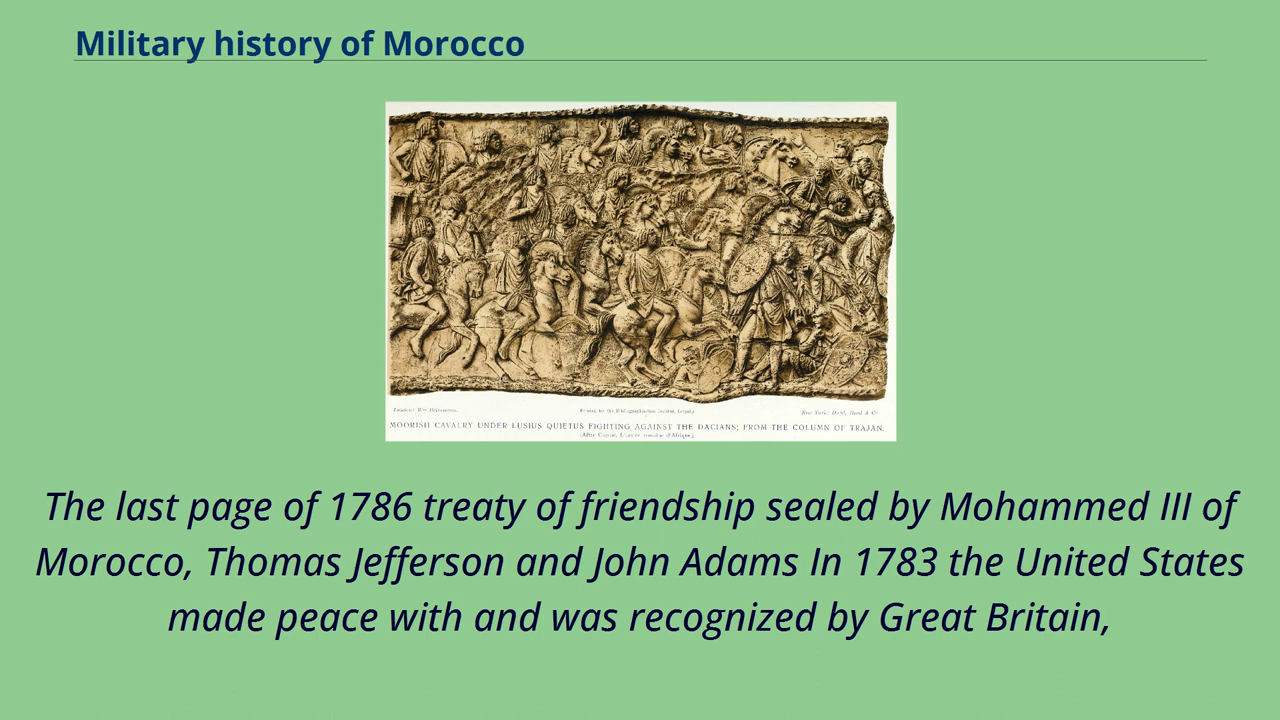 Military history of Morocco
MOORISH CAVALRY UNDER LUSIUS QUIETUS FIGHTING AGAINST THE DACIANS; FROM THE COLUMN OF TRAJAN.
The last page of 1786 treaty of friendship sealed by Mohammed III of
Morocco, Thomas Jefferson and John Adams In 1783 the United States
made peace with and was recognized by Great Britain,